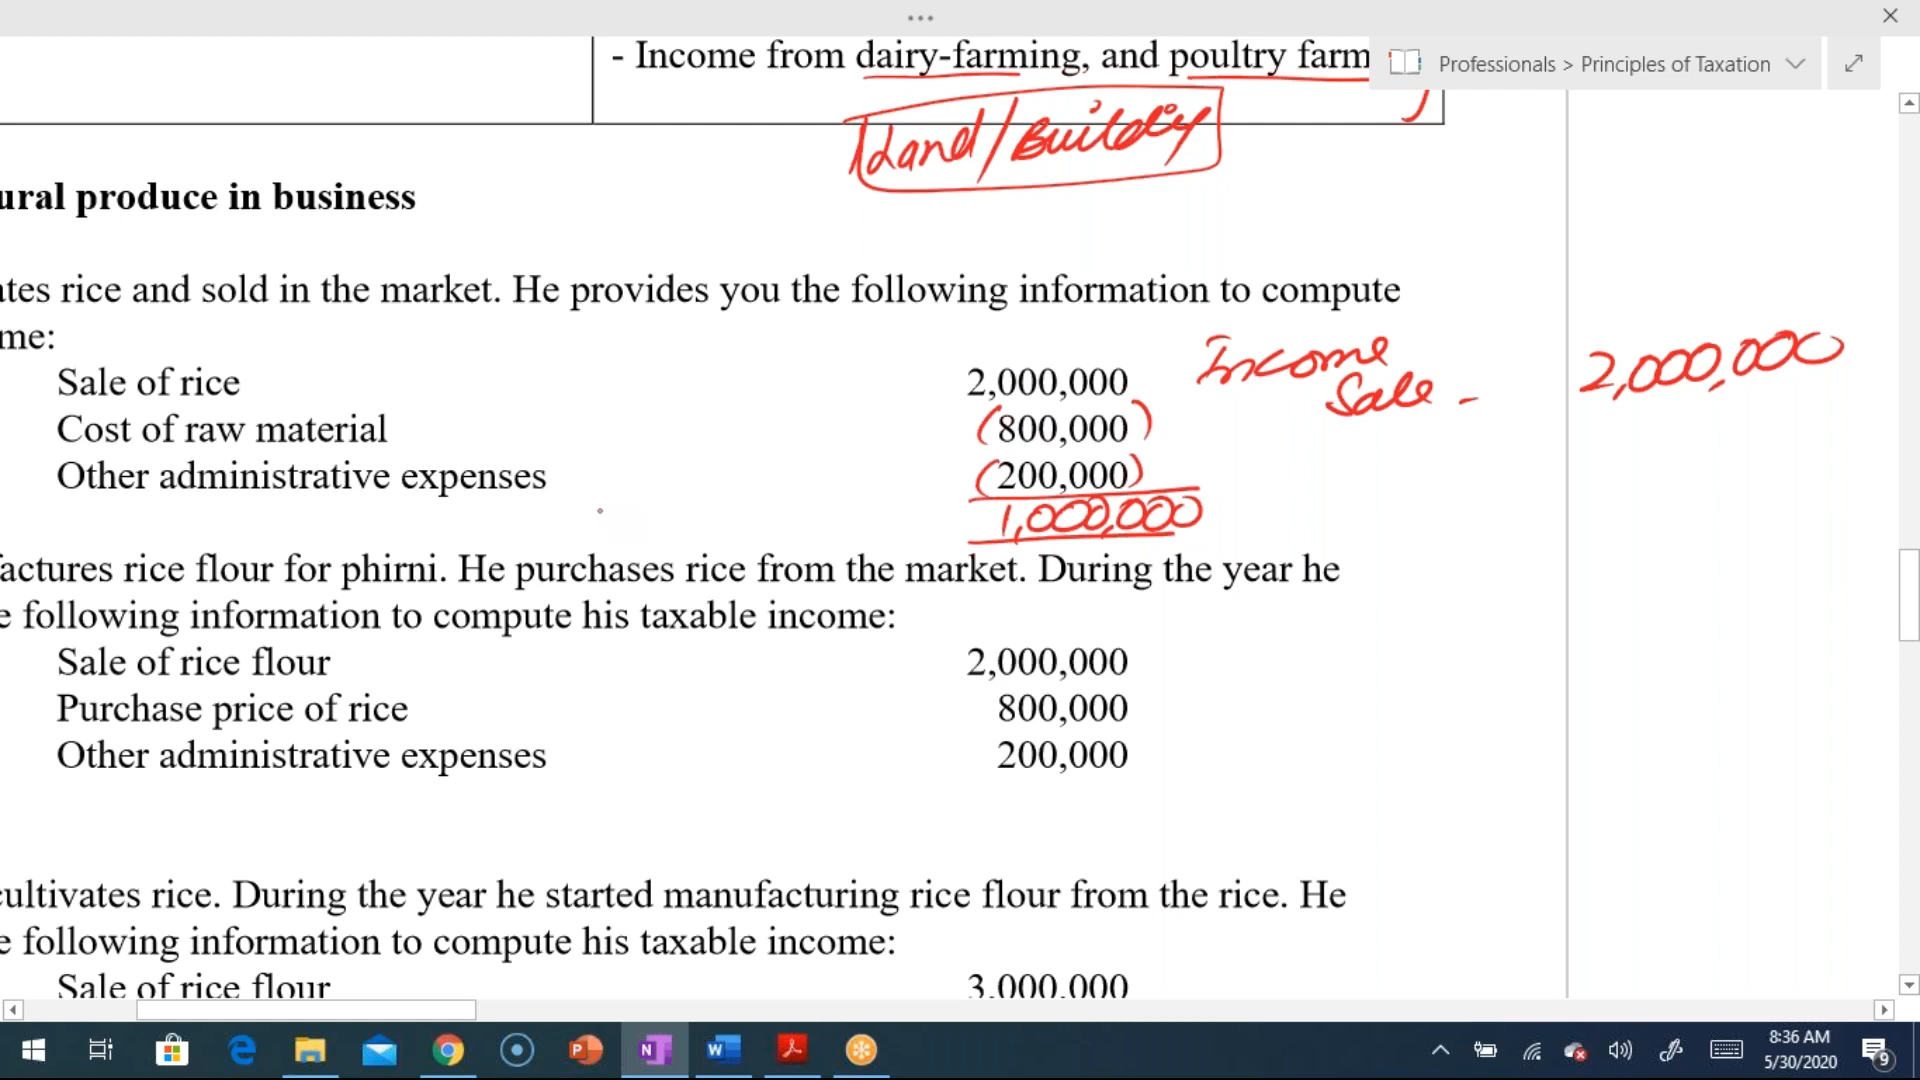 - Income from dairy-farming, and poultry farm
Professionals > Principles of Taxation
Land/Building
ural produce in business
ates rice and sold in the market. He provides you the following information to compute
me:
Income
Sale of rice 2,000,000 Sale - 2,000,000
Cost of raw material (800,000)
Other administrative expenses (200,000)
1,000,000
actures rice flour for phirni. He purchases rice from the market. During the year he
e following information to compute his taxable income:
Sale of rice flour 2,000,000
Purchase price of rice 800,000
Other administrative expenses 200,000
cultivates rice. During the year he started manufacturing rice flour from the rice. He
e following information to compute his taxable income:
Sale of rice flour 3,000,000
8:36 AM
5/30/2020
9